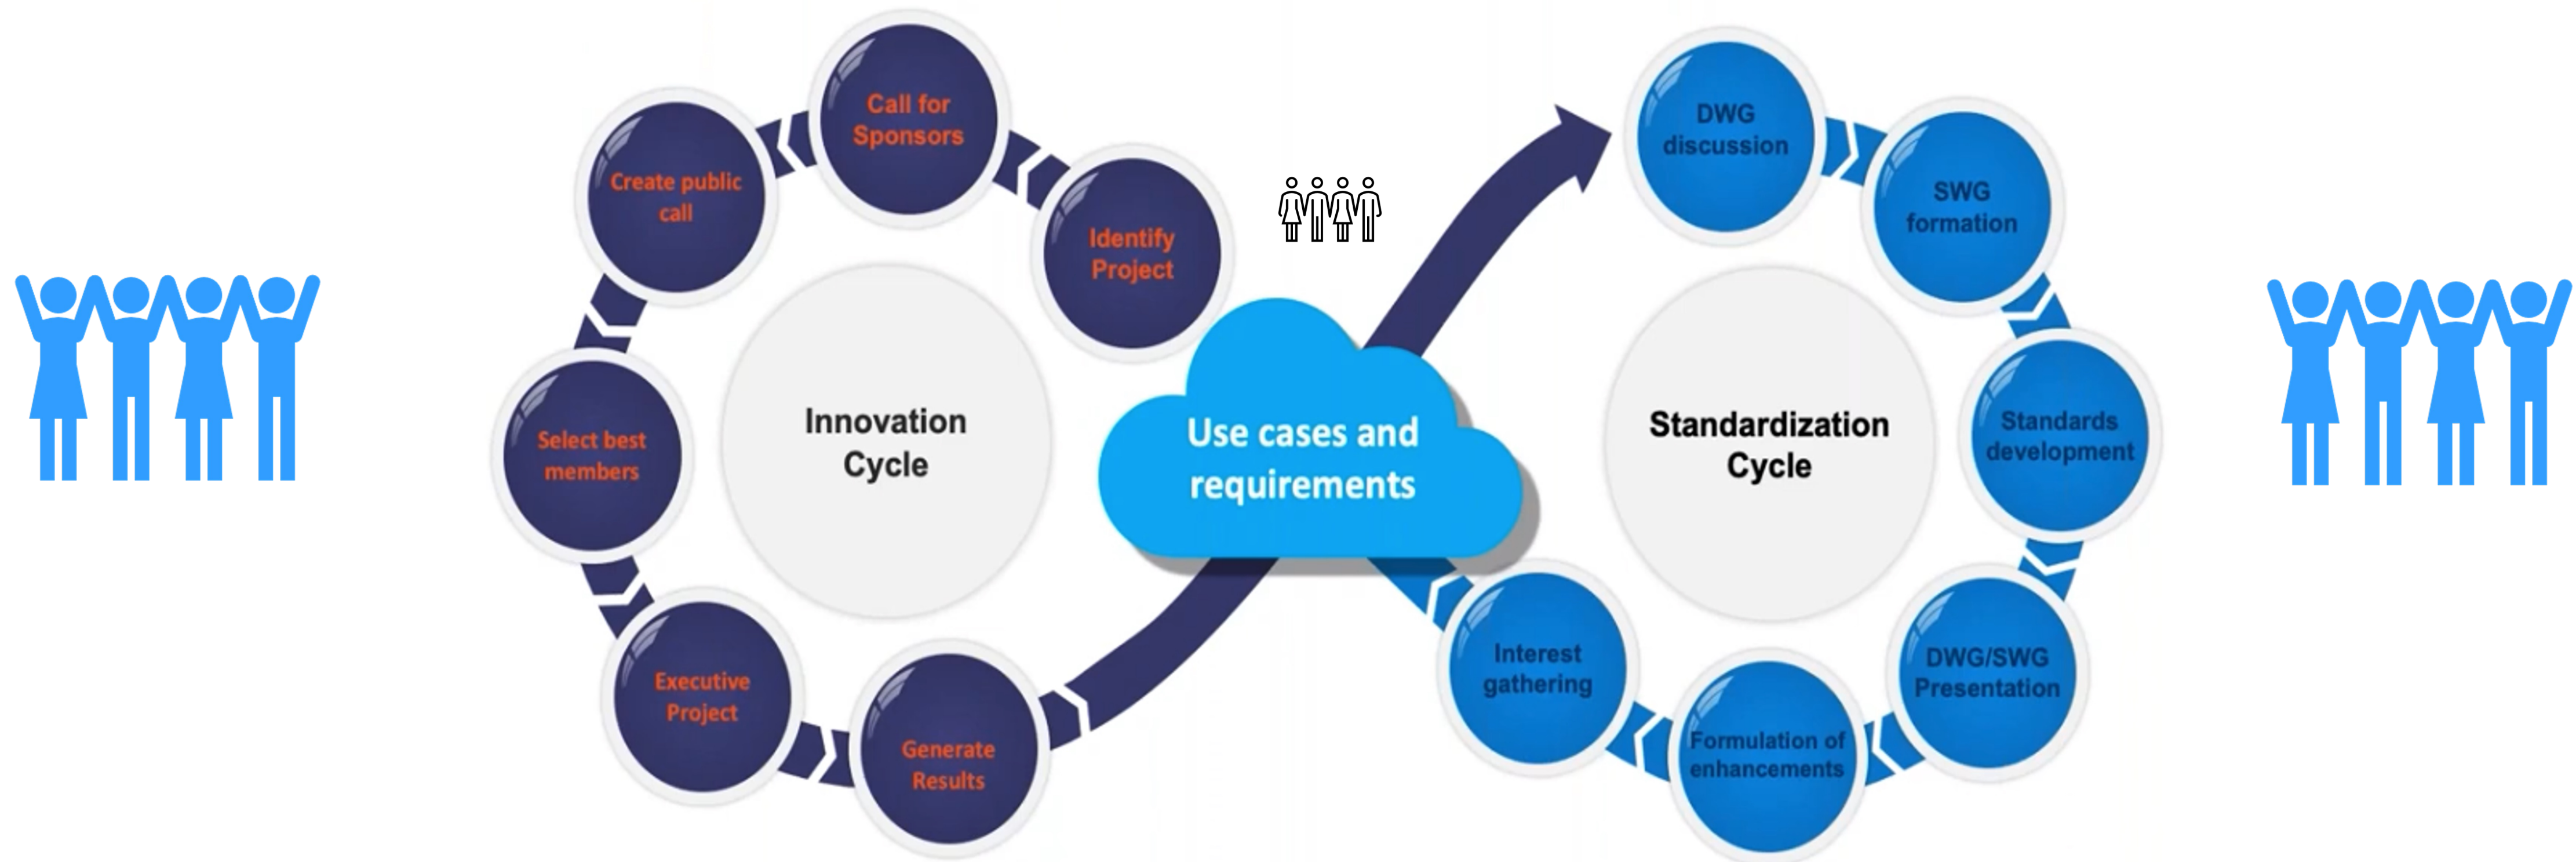 Call for
Sponsors
Create public
call
Identify
Project
Select best
members
Innovation
Cycle
Executive
Project
Generate
Results
Use cases and
requirements
DWG
discussion
SWG
formation
Standards
development
Standardization
Cycle
DWG/SWG
Presentation
Formulation of
enhancements
Interest
gathering